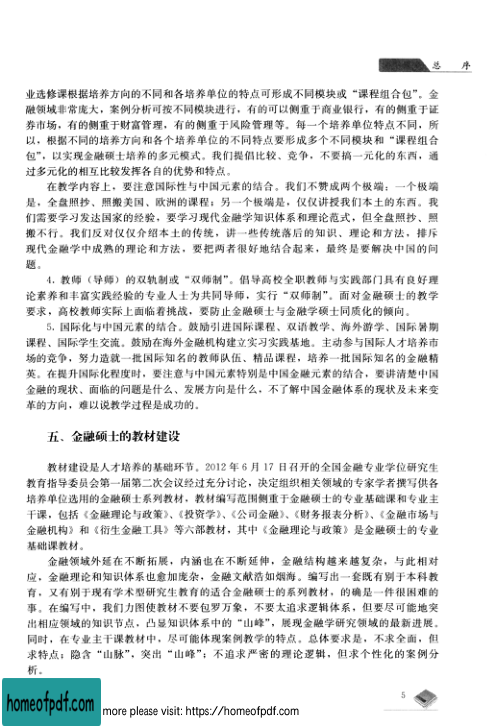 总 序
业选修课根据培养方向的不同和各培养单位的特点可形成不同模块或“课程组合包”。金
融领域非常庞大，案例分析可按不同模块进行，有的可以侧重于商业银行，有的侧重于证
券市场，有的侧重于财富管理，有的侧重于风险管理等。每一个培养单位特点不同，所
以，根据不同的培养方向和各个培养单位的不同特点要形成多个不同模块和“课程组合
包”，以实现金融硕士培养的多元模式。我们提倡比较、竞争，不要搞一元化的东西，通
过多元化的相互比较发挥各自的优势和特点。
在教学内容上，要注意国际性与中国元素的结合。我们不赞成两个极端：一个极端
是，全盘照抄、照搬美国、欧洲的课程；另一个极端是，仅仅讲授我们本土的东西。我
们需要学习发达国家的经验，要学习现代金融学知识体系和理论范式，但全盘照抄、照
搬不行。我们反对仅仅介绍本土的传统，讲一些传统落后的知识、理论和方法，排斥
现代金融学中成熟的理论和方法，要把两者很好地结合起来，最终是要解决中国的问
题。
4. 教师（导师）的双轨制或“双师制”。倡导高校全职教师与实践部门具有良好理
论素养和丰富实践经验的专业人士为共同导师，实行“双师制”。面对金融硕士的教学
要求，高校教师实际上面临着挑战，要防止金融硕士与金融学硕士同质化的倾向。
5. 国际化与中国元素的结合。鼓励引进国际课程、双语教学、海外游学、国际暑期
课程、国际学生交流。鼓励在海外金融机构建立实习实践基地。主动参与国际人才培养市
场的竞争，努力造就一批国际知名的教师队伍、精品课程，培养一批国际知名的金融精
英。在提升国际化程度时，要注意与中国元素特别是中国金融元素的结合，要讲清楚中国
金融的现状、面临的问题是什么、发展方向是什么，不了解中国金融体系的现状及未来变
革的方向，难以说教学过程是成功的。
五、金融硕士的教材建设
教材建设是人才培养的基础环节。2012 年 6 月 17 日召开的全国金融专业学位研究生
教育指导委员会第一届第二次会议经过充分讨论，决定组织相关领域的专家学者撰写供各
培养单位选用的金融硕士系列教材，教材编写范围侧重于金融硕士的专业基础课和专业主
干课，包括《金融理论与政策》、《投资学》、《公司金融》、《财务报表分析》、《金融市场与
金融机构》和《衍生金融工具》等六部教材，其中《金融理论与政策》是金融硕士的专业
基础课教材。
金融领域外延在不断拓展，内涵也在不断延伸，金融结构越来越复杂，与此相对
应，金融理论和知识体系也愈加庞杂，金融文献浩如烟海。编写出一套既有别于本科教
育，又有别于现有学术型研究生教育的适合金融硕士的系列教材，的确是一件很困难的
事。在编写中，我们力图使教材不要包罗万象，不要太追求逻辑体系，但要尽可能地突
出相应领域的知识节点，凸显知识体系中的“山峰”，展现金融学研究领域的最新进展。
同时，在专业主干课教材中，尽可能体现案例教学的特点。总体要求是，不求全面，但
求特点；隐含“山脉”，突出“山峰”；不追求严密的理论逻辑，但求个性化的案例分
析。
5
homeofpdf.com
more please visit: https://homeofpdf.com